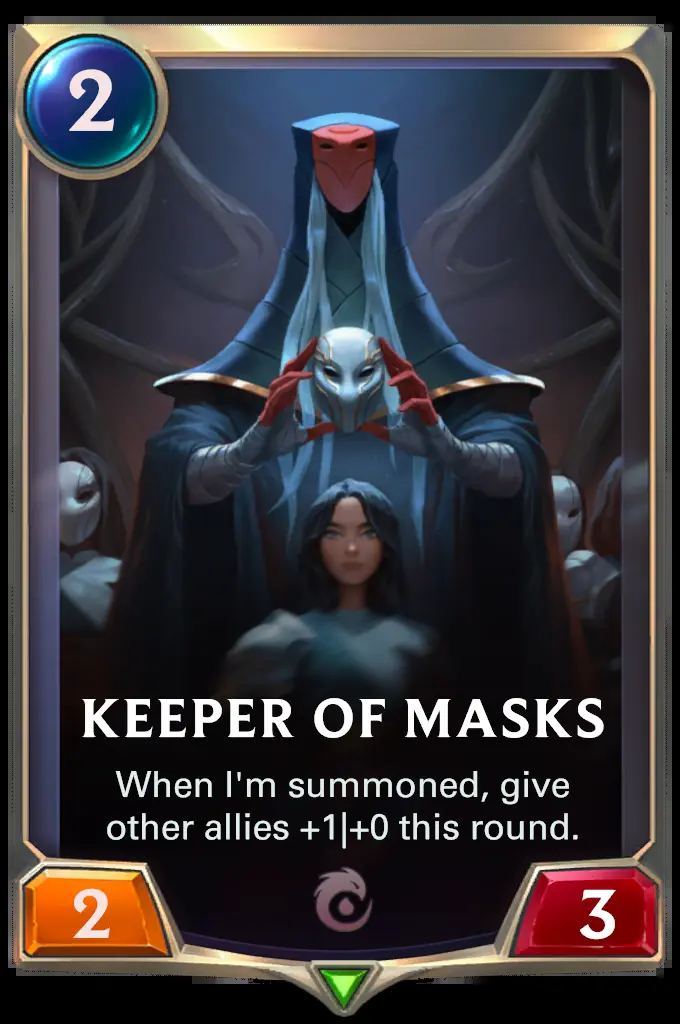 2
KEEPER OF MASKS
When I'm summoned, give
other allies +1|+0 this round.
2
3